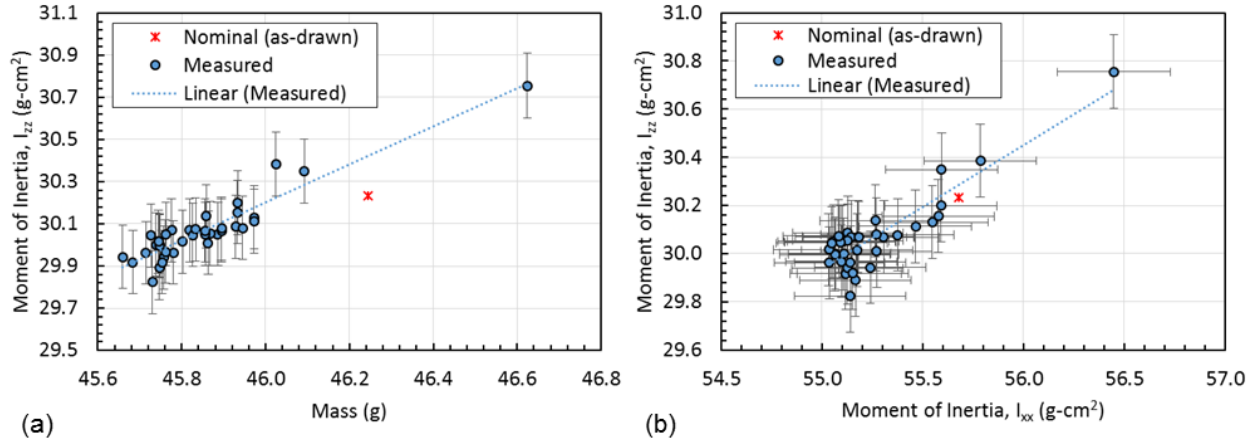 31.1
30.9
30.7
30.5
30.3
30.1
29.9
29.7
29.5
Moment of Inertia, Izz (g-cm²)
Nominal (as-drawn)
Measured
Linear (Measured)
45.6 45.8 46.0 46.2 46.4 46.6 46.8
Mass (g)
(a)
31.0
30.8
30.6
30.4
30.2
30.0
29.8
29.6
Moment of Inertia, Izz (g-cm²)
Nominal (as-drawn)
Measured
Linear (Measured)
54.5 55.0 55.5 56.0 56.5 57.0
Moment of Inertia, Ixx (g-cm²)
(b)